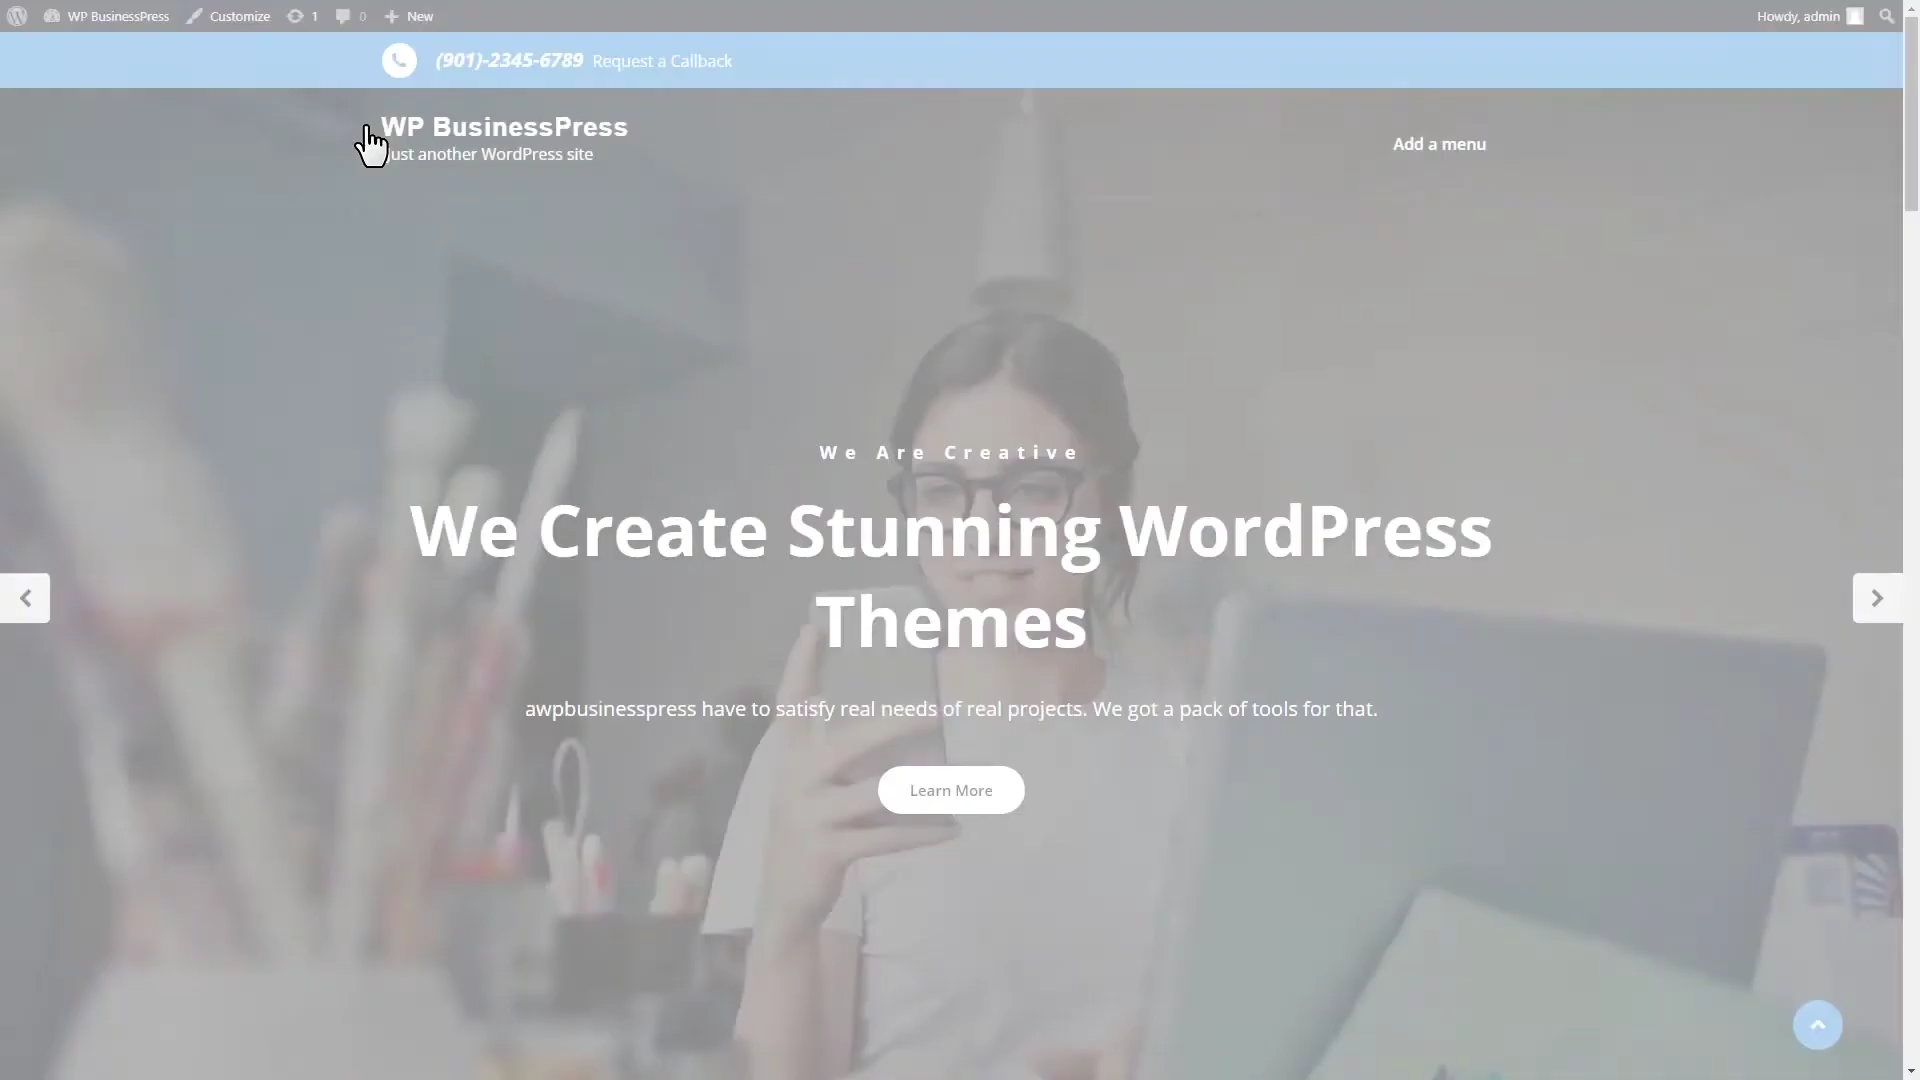 WP BusinessPress Customize 1 0 New Howdy, admin
(901)-2345-6789 Request a Callback
WP BusinessPress
Just another WordPress site
Add a menu
We Are Creative
We Create Stunning WordPress
Themes
awpbusinesspress have to satisfy real needs of real projects. We got a pack of tools for that.
Learn More